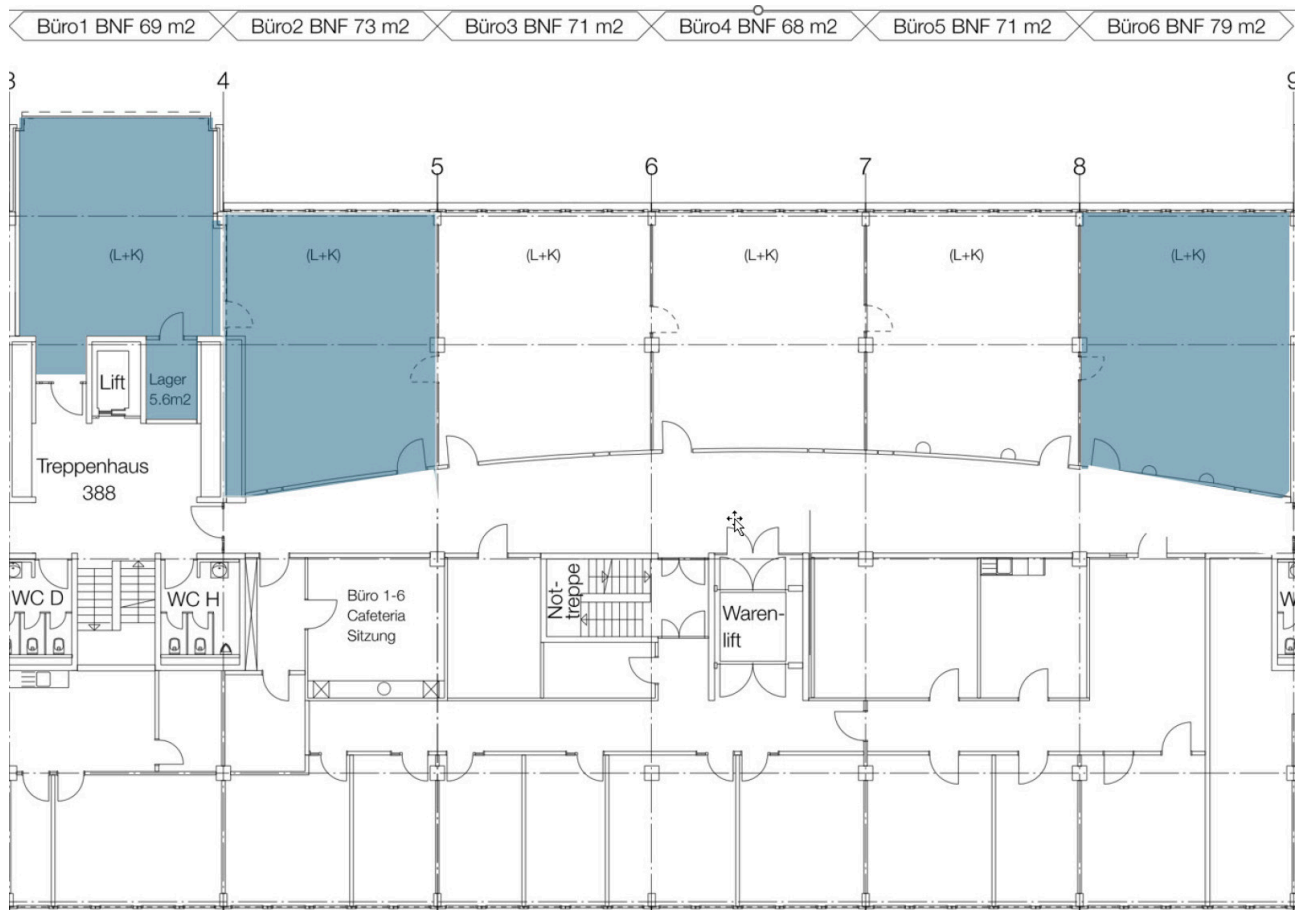 Büro1 BNF 69 m2
Büro2 BNF 73 m2
Büro3 BNF 71 m2
Büro4 BNF 68 m2
Büro5 BNF 71 m2
Büro6 BNF 79 m2
3
4
9
5
6
7
8
(L+K)
(L+K)
(L+K)
(L+K)
(L+K)
(L+K)
Lift
Lager
5.6m2
Treppenhaus
388
WC D
WC H
Büro 1-6
Cafeteria
Sitzung
Not-
treppe
Waren-
lift
W